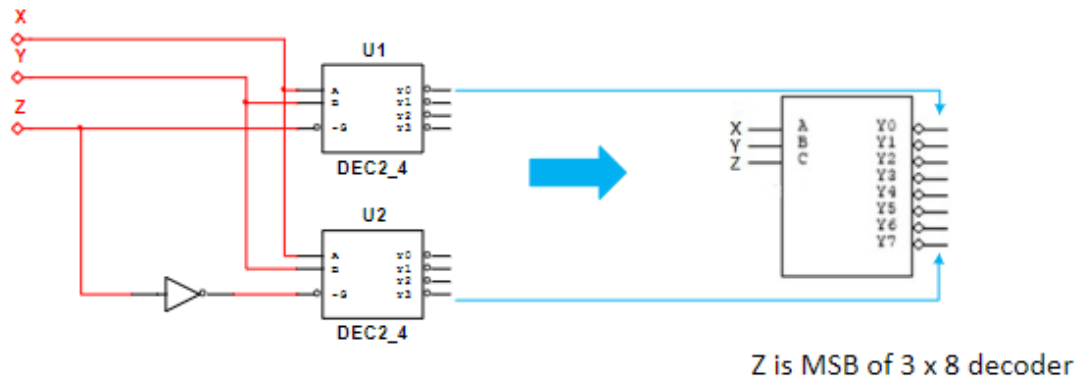 X
Y
Z
U1
A
B
~G
Y0
Y1
Y2
Y3
DEC2_4
U2
A
B
~G
Y0
Y1
Y2
Y3
DEC2_4
X
Y
Z
A
B
C
Y0
Y1
Y2
Y3
Y4
Y5
Y6
Y7
Z is MSB of 3 x 8 decoder